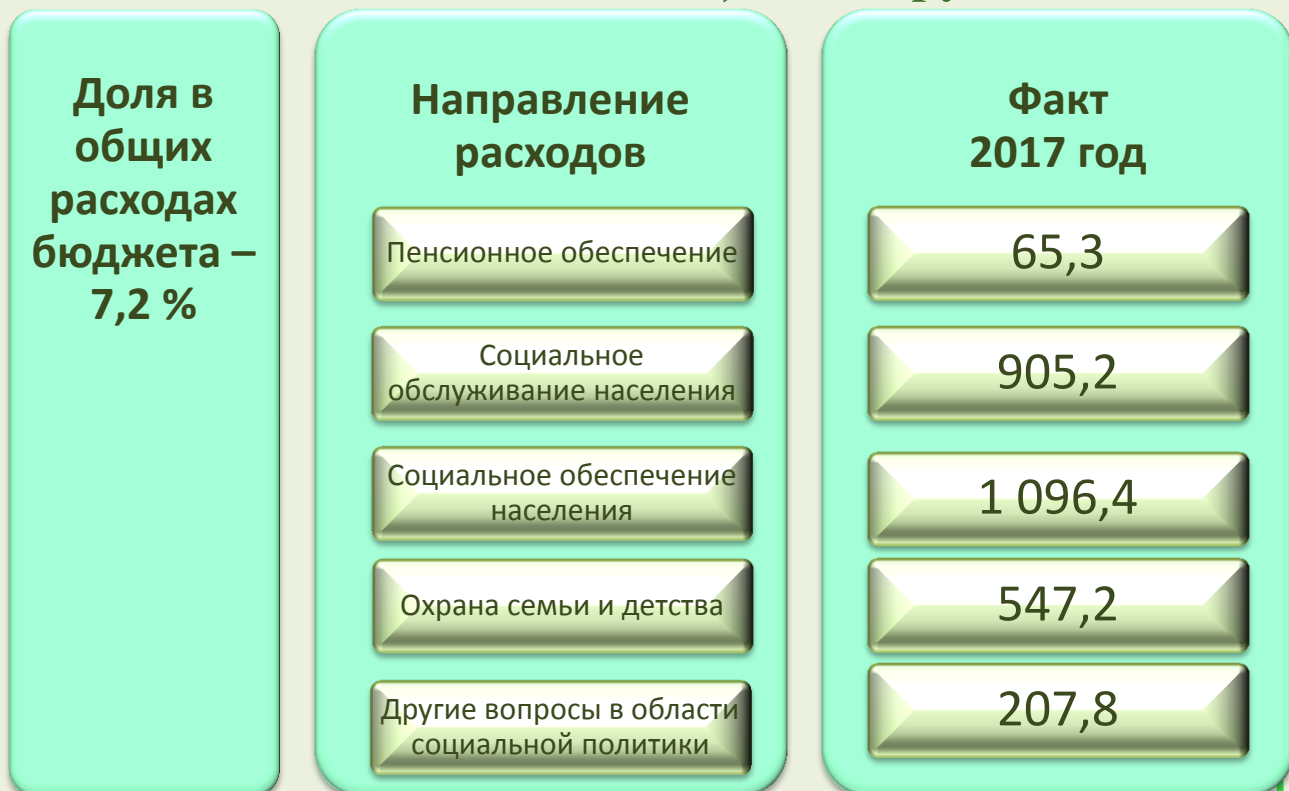 Доля в
общих
расходах
бюджета –
7,2 %
Направление
расходов
Пенсионное обеспечение
Социальное
обслуживание населения
Социальное обеспечение
населения
Охрана семьи и детства
Другие вопросы в области
социальной политики
Факт
2017 год
65,3
905,2
1 096,4
547,2
207,8